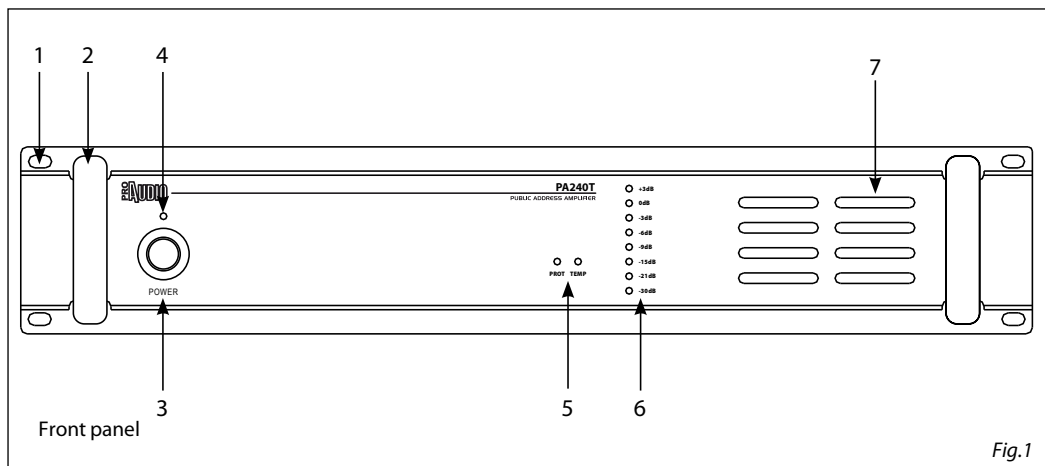 4
1
2
7
PRO AUDIO
PA240T
PUBLIC ADDRESS AMPLIFIER
+3dB
0dB
-3dB
-6dB
-9dB
-15dB
-21dB
-30dB
PROT TEMP
POWER
3
5
6
Front panel
Fig.1